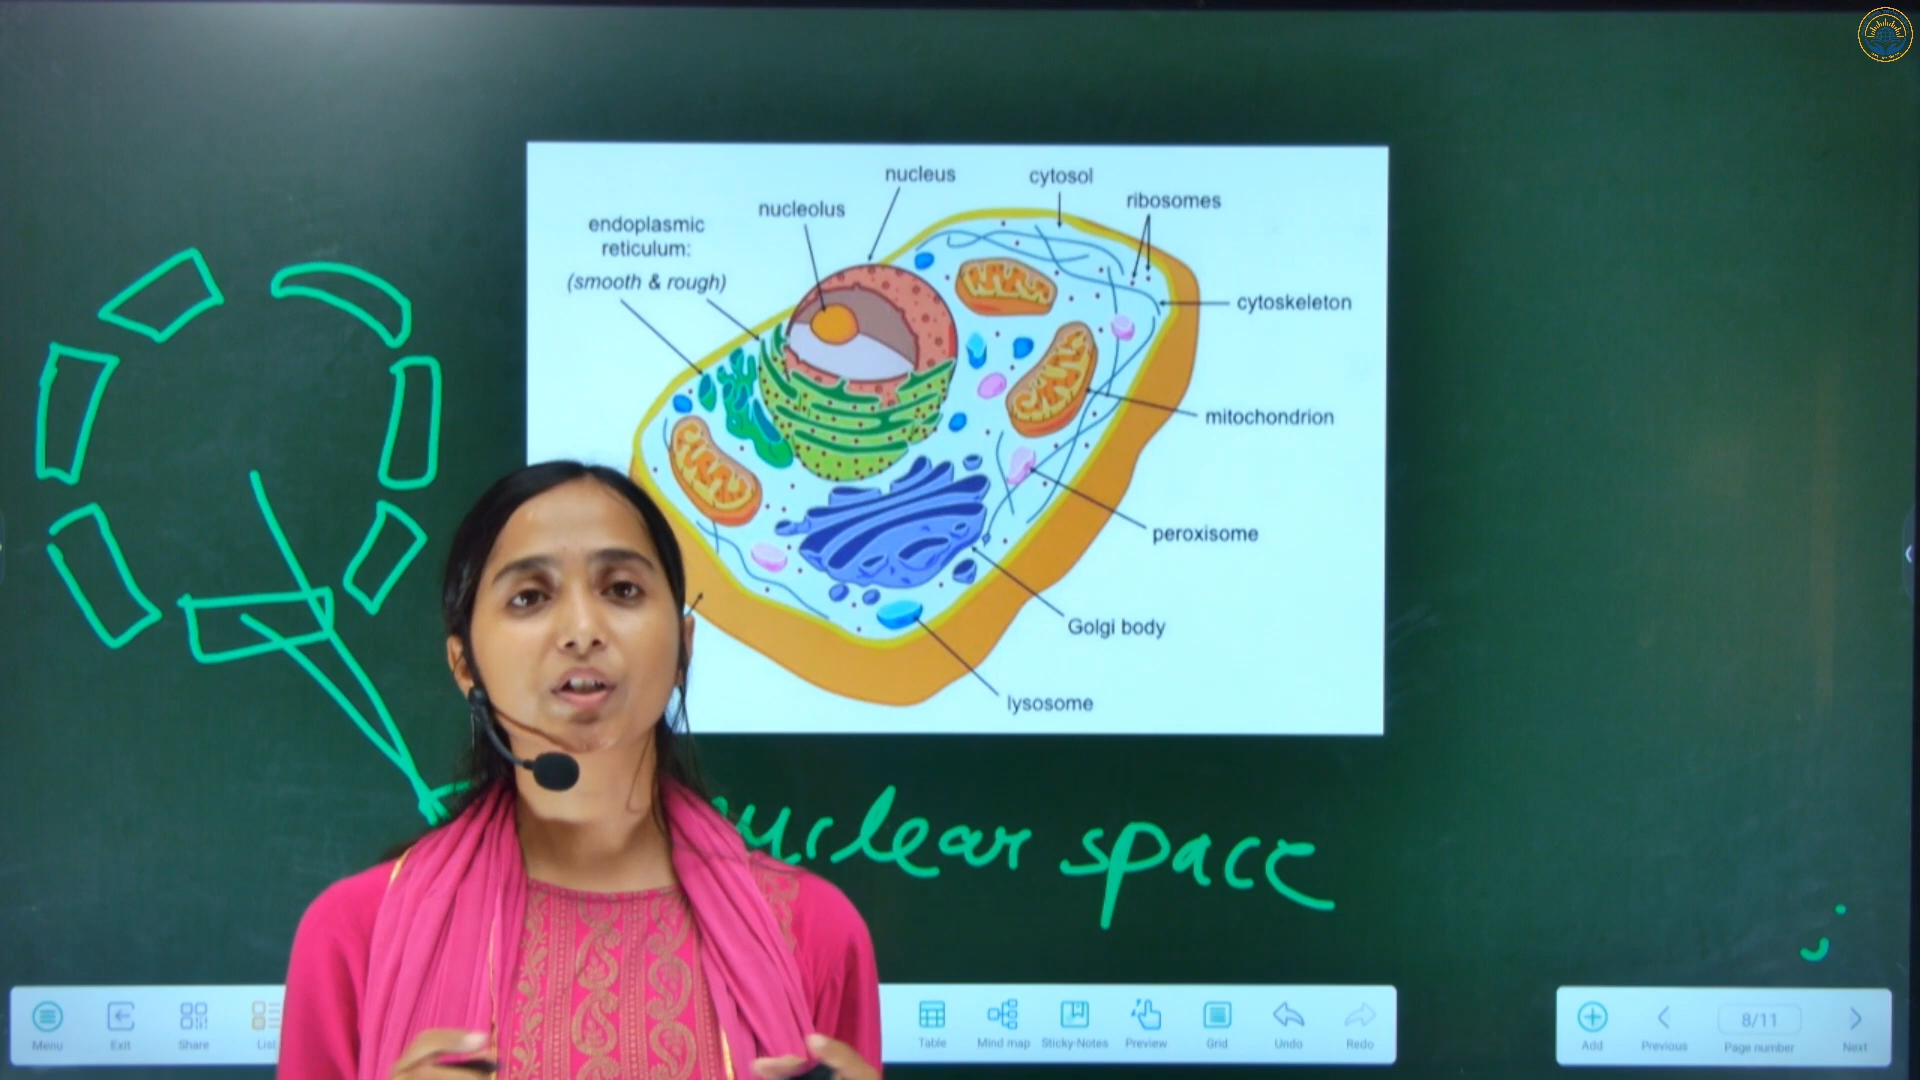 nucleus
cytosol
ribosomes
nucleolus
endoplasmic
reticulum:
(smooth & rough)
cytoskeleton
mitochondrion
peroxisome
Golgi body
lysosome
space
Menu
Exit
Share
List
Table
Mind map
Sticky-Notes
Preview
Grid
Undo
Redo
Add
Previous
8/11
Page number
Next